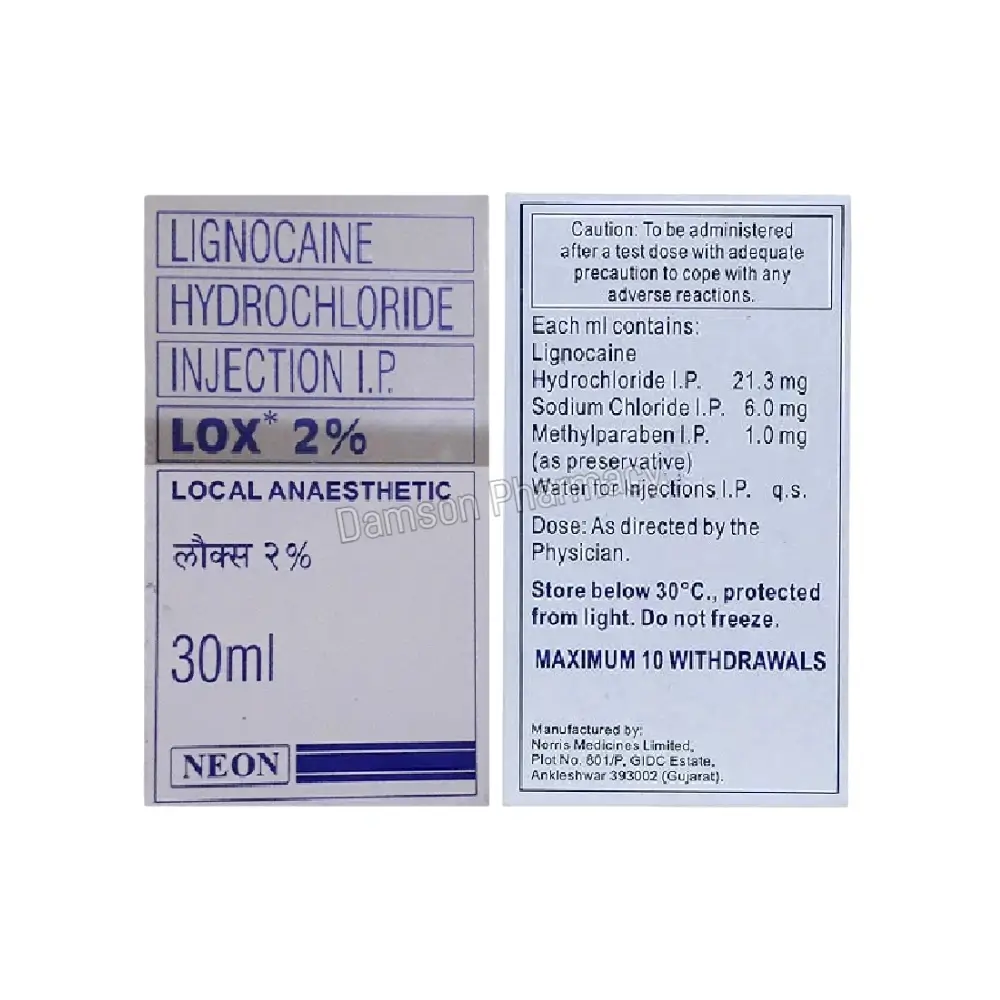 LIGNOCAINE
HYDROCHLORIDE
INJECTION I.P.
LOX* 2%
LOCAL ANAESTHETIC
लौक्स २%
30ml
NEON
Caution: To be administered
after a test dose with adequate
precaution to cope with any
adverse reactions.
Each ml contains:
Lignocaine
Hydrochloride I.P. 21.3 mg
Sodium Chloride I.P. 6.0 mg
Methylparaben I.P. 1.0 mg
(as preservative)
Water for Injections I.P. q.s.
Dose: As directed by the
Physician.
Store below 30°C., protected
from light. Do not freeze.
MAXIMUM 10 WITHDRAWALS
Manufactured by:
Norris Medicines Limited,
Plot No. 801/P, GIDC Estate,
Ankleshwar 393002 (Gujarat).
Damson Pharmacy